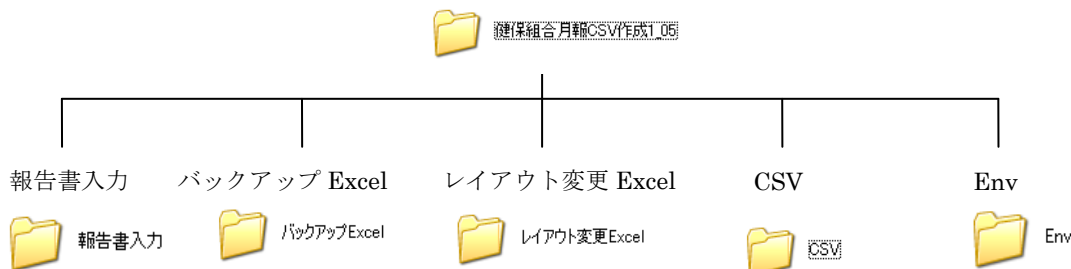 健保組合月報CSV作成1_05
報告書入力 バックアップ Excel レイアウト変更 Excel CSV Env
報告書入力 バックアップExcel レイアウト変更Excel CSV Env